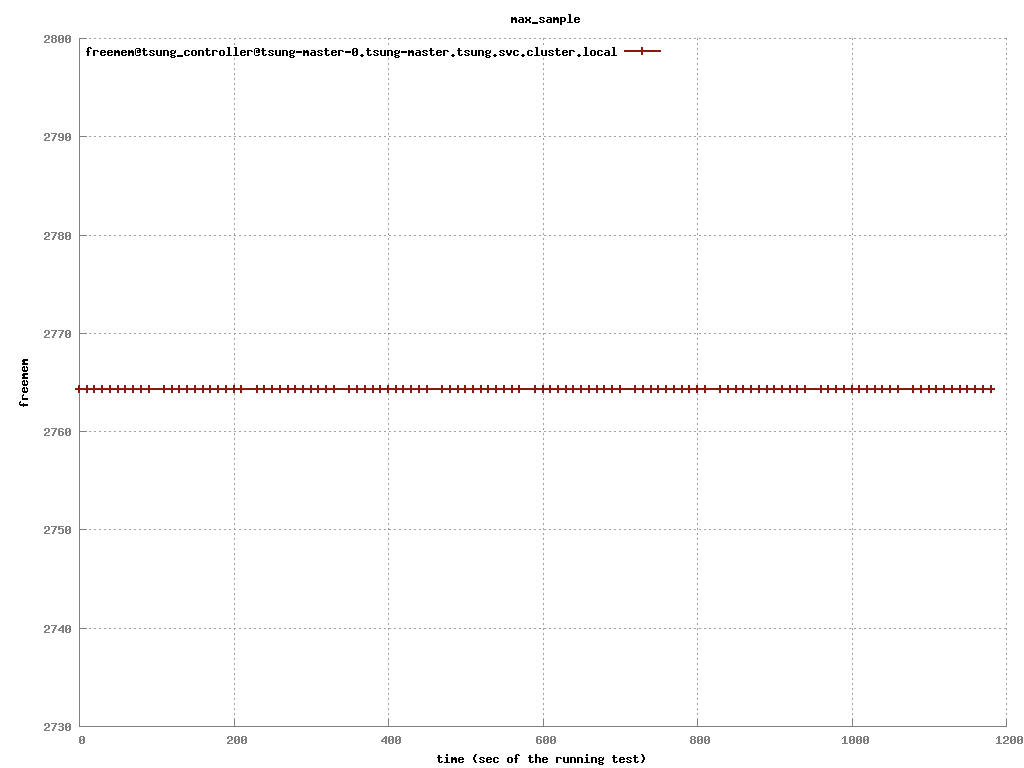 max_sample
2800
freemem@tsung_controller@tsung-master-0.tsung-master.tsung.svc.cluster.local
2790
2780
2770
freemem
2760
2750
2740
2730
0 200 400 600 800 1000 1200
time (sec of the running test)